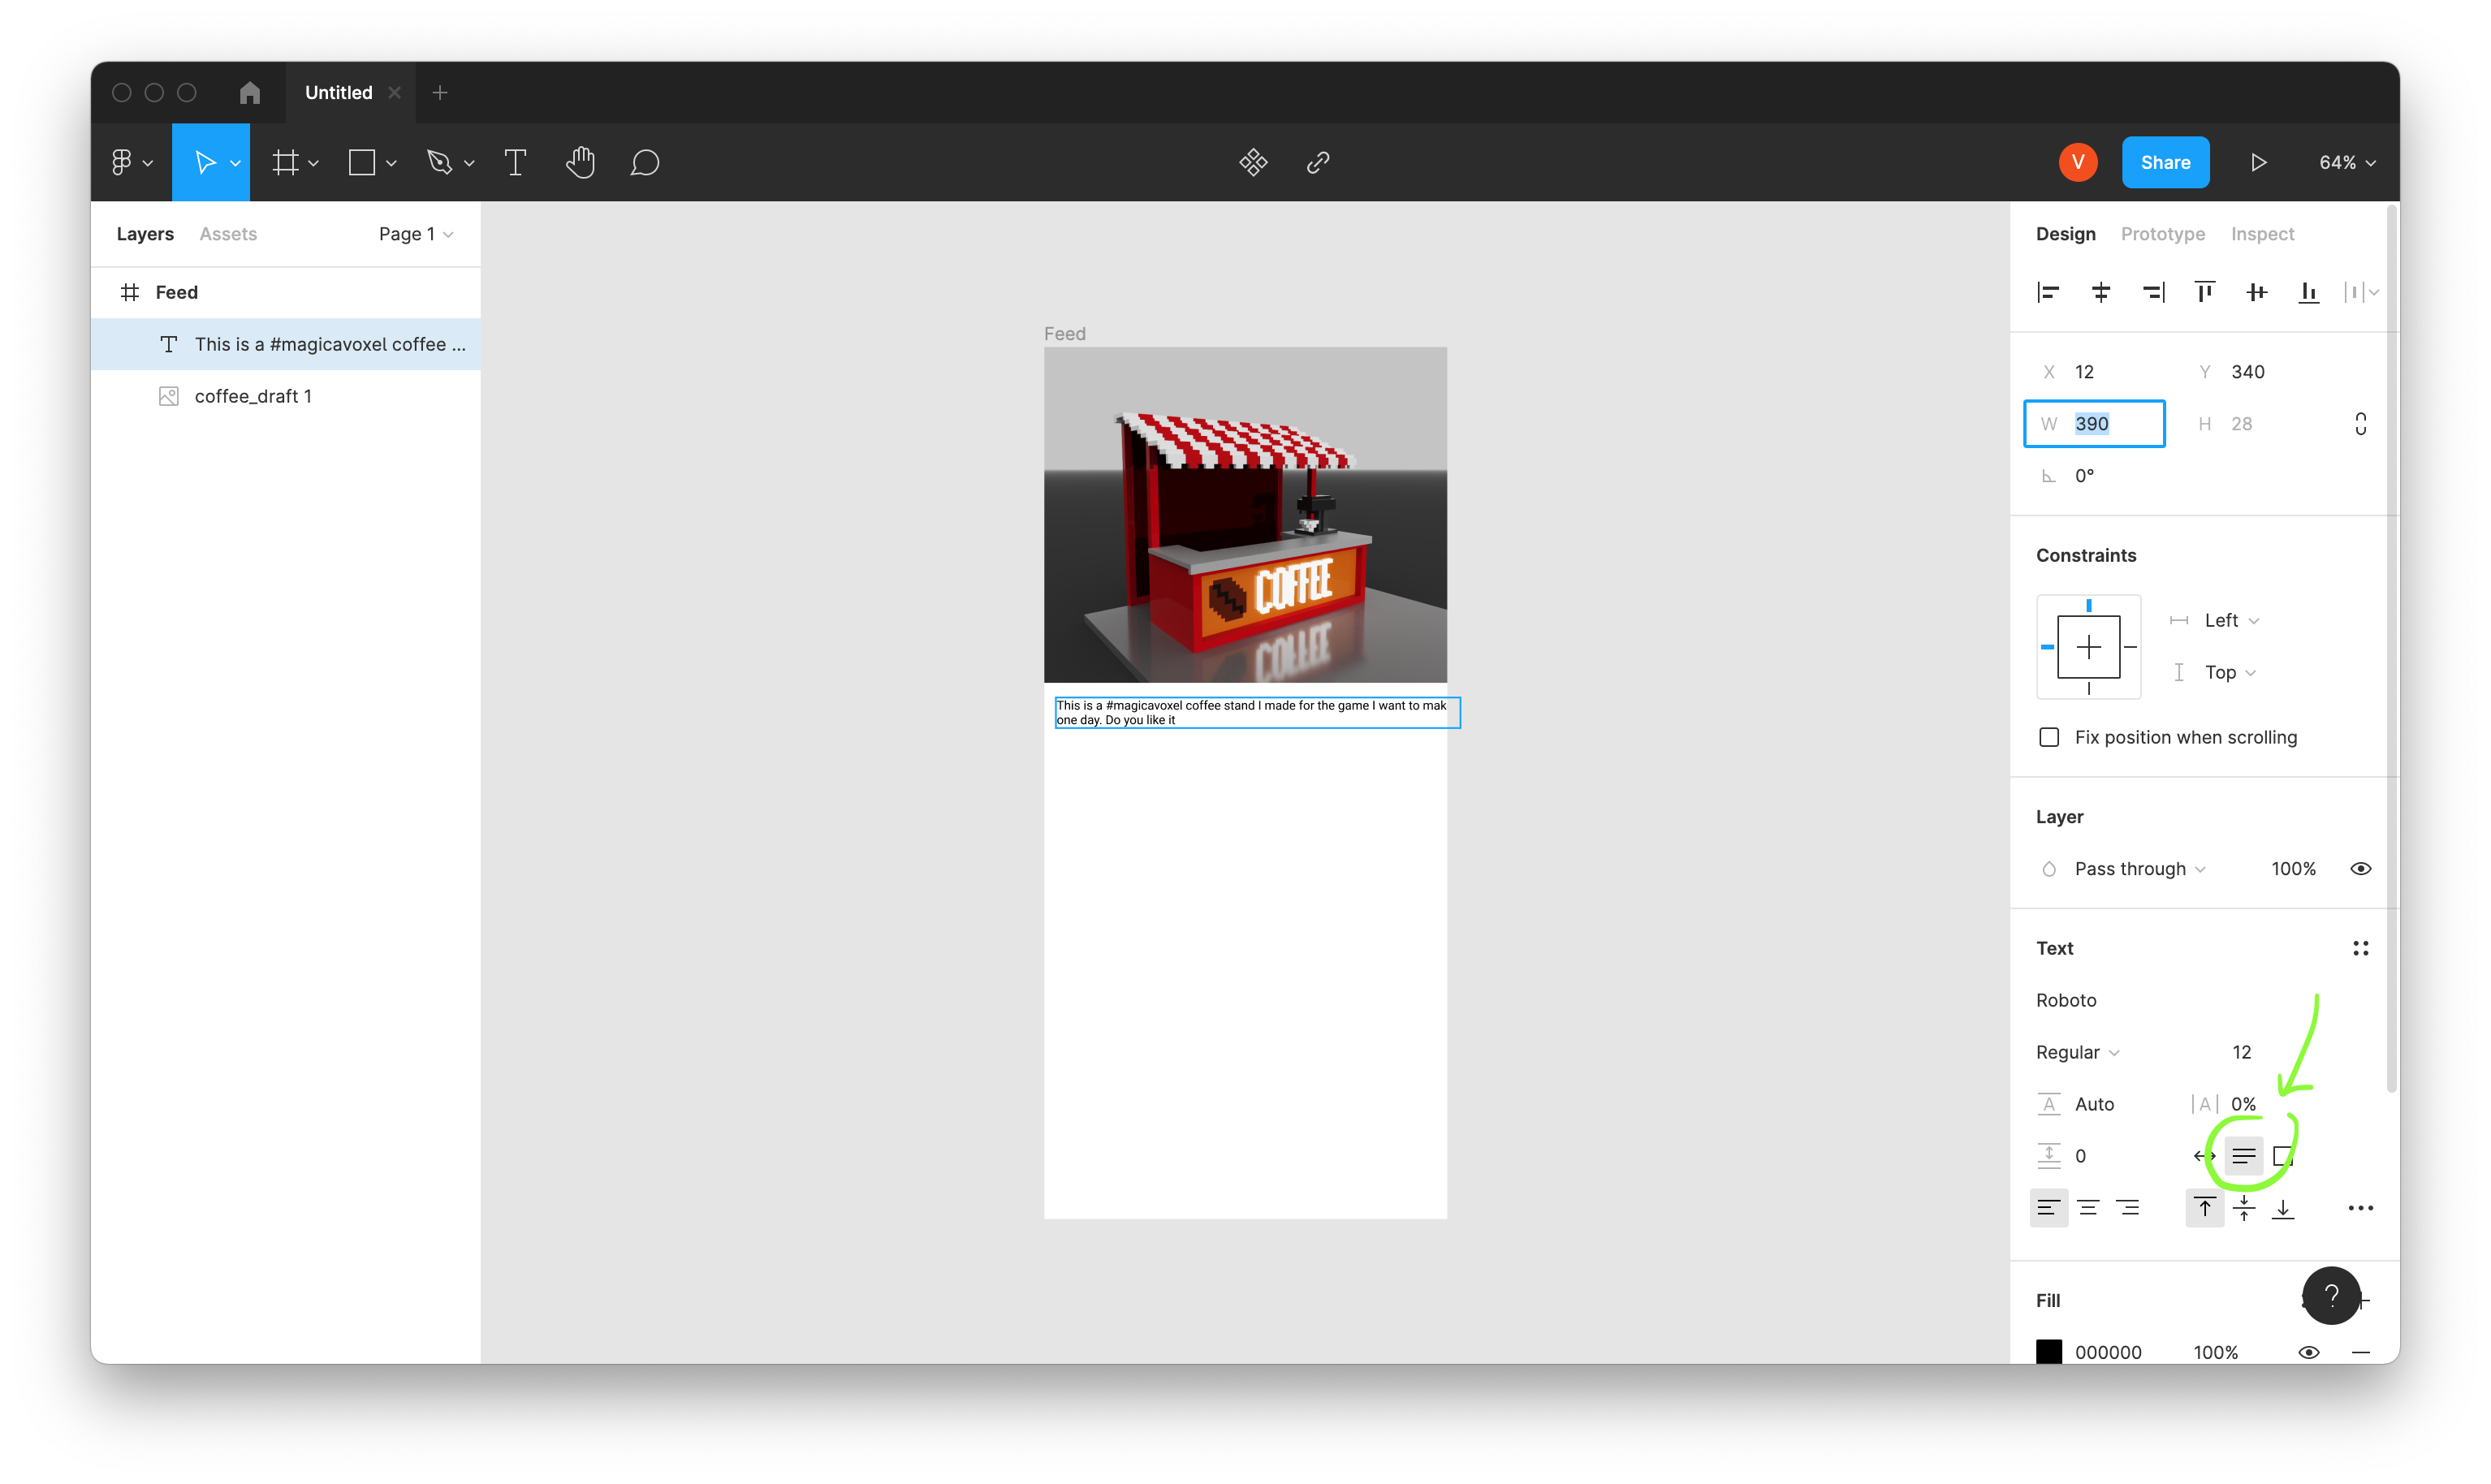 Untitled
V
Share
64%
Layers
Assets
Page 1
Design
Prototype
Inspect
Feed
This is a #magicavoxel coffee ...
coffee_draft 1
Feed
COFFEE
This is a #magicavoxel coffee stand I made for the game I want to mak
one day. Do you like it
X 12
Y 340
W 390
H 28
0°
Constraints
Left
Top
Fix position when scrolling
Layer
Pass through
100%
Text
Roboto
Regular
12
A Auto
|A| 0%
0
Fill
?
000000
100%